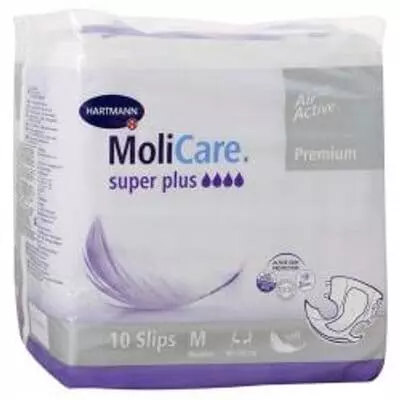 HARTMANN
Air
Active
Premium
MoliCare®
super plus
10 Slips M